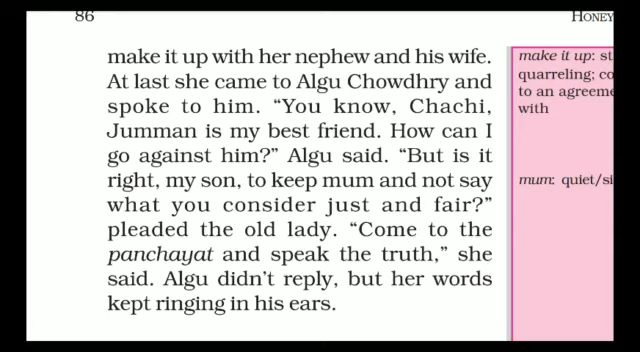 86
HONEY
make it up with her nephew and his wife.
At last she came to Algu Chowdhry and
spoke to him. “You know, Chachi,
Jumman is my best friend. How can I
go against him?” Algu said. “But is it
right, my son, to keep mum and not say
what you consider just and fair?”
pleaded the old lady. “Come to the
panchayat and speak the truth,” she
said. Algu didn’t reply, but her words
kept ringing in his ears.
make it up: st
quarreling; co
to an agreeme
with
mum: quiet/si